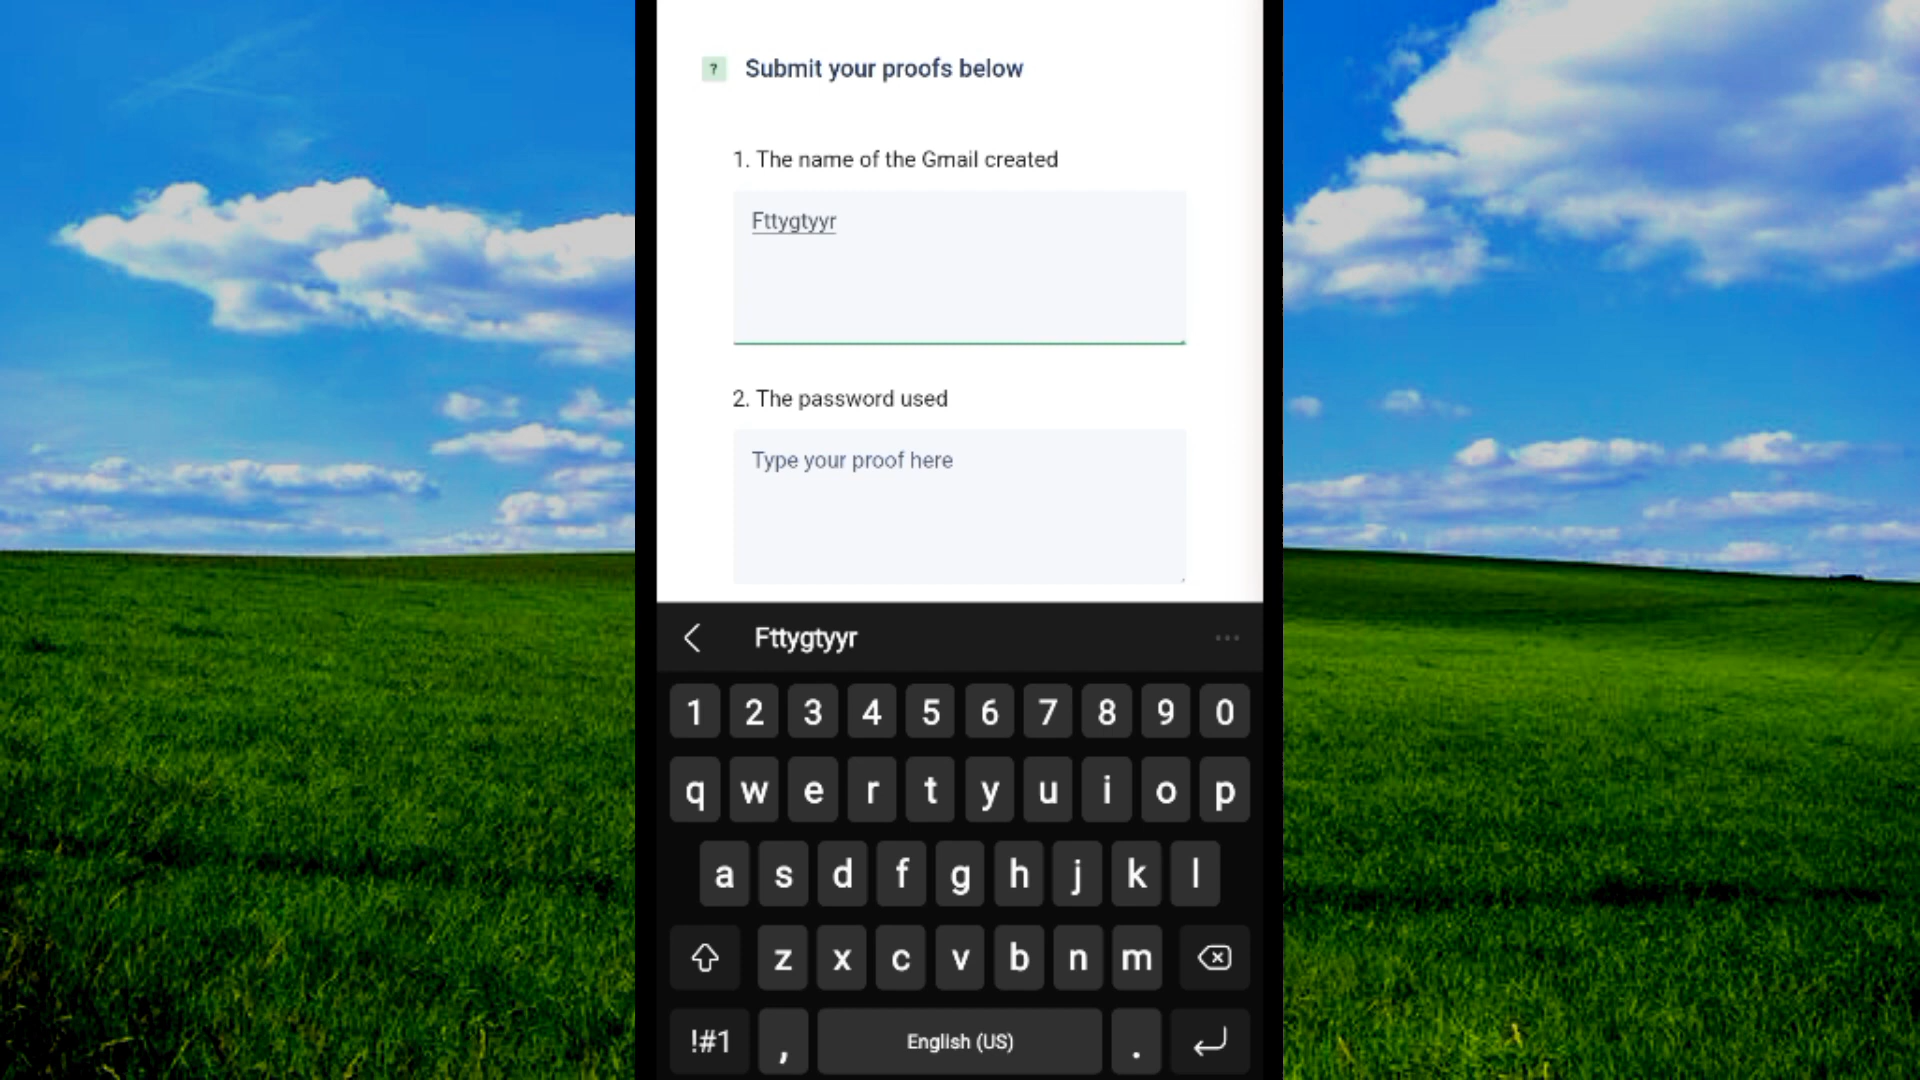 ? Submit your proofs below
1. The name of the Gmail created
Fttygtyyr
2. The password used
Type your proof here
Fttygtyyr ...
1 2 3 4 5 6 7 8 9 0
q w e r t y u i o p
a s d f g h j k l
z x c v b n m
!#1 , English (US) .